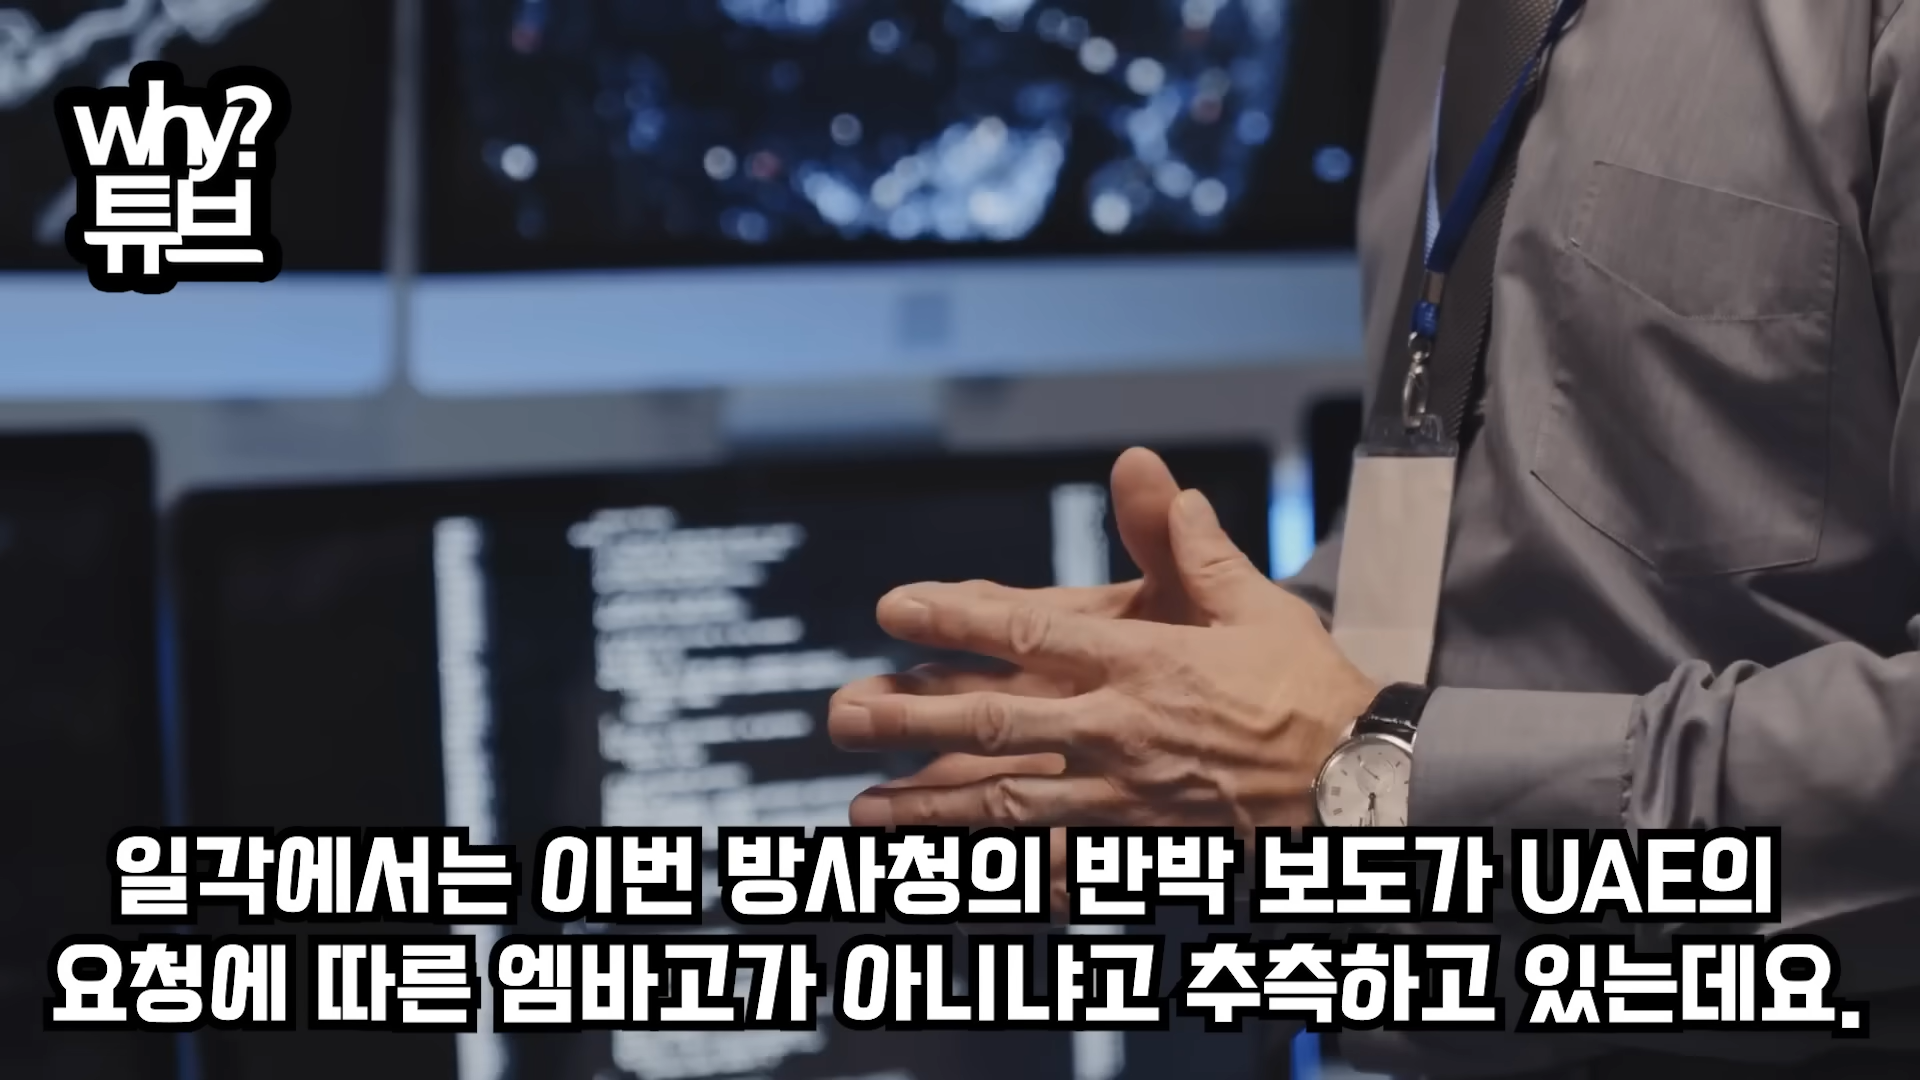 why?
튜브
일각에서는 이번 방사청의 반박 보도가 UAE의
요청에 따른 엠바고가 아니냐고 추측하고 있는데요.